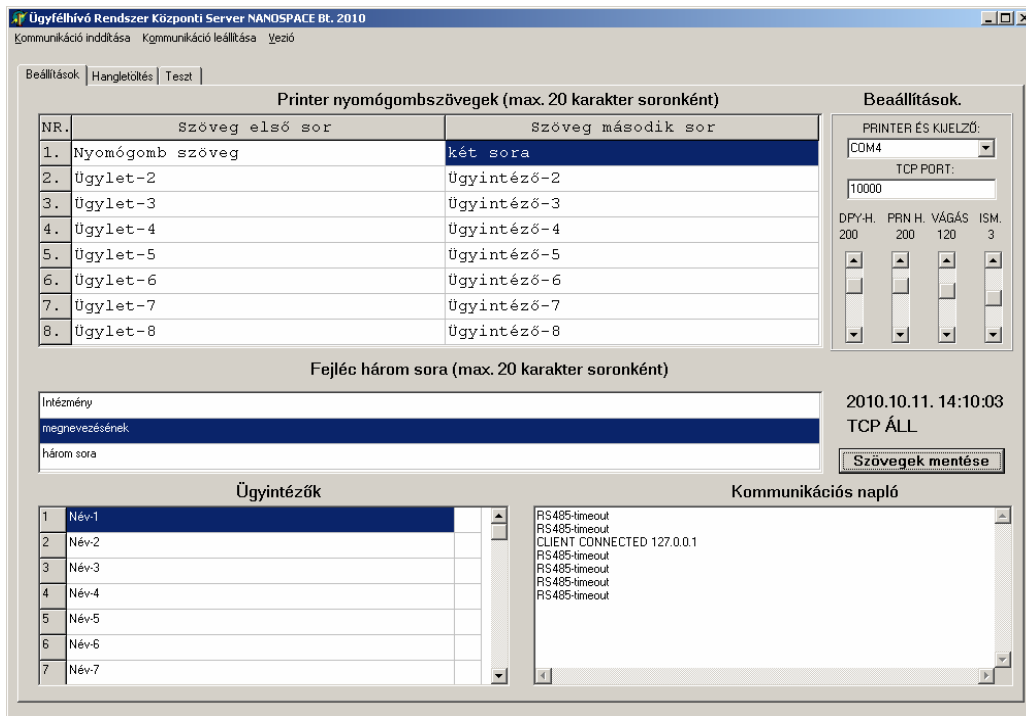 Ügyfélhívó Rendszer Központi Server NANOSPACE Bt. 2010
Kommunikáció inddítása Kommunikáció leállítása Vezió
Beállítások Hangletöltés Teszt
Printer nyomógombszövegek (max. 20 karakter soronként)
NR. Szöveg első sor Szöveg második sor
1. Nyomógomb szöveg két sora
2. Ügylet-2 Ügyintéző-2
3. Ügylet-3 Ügyintéző-3
4. Ügylet-4 Ügyintéző-4
5. Ügylet-5 Ügyintéző-5
6. Ügylet-6 Ügyintéző-6
7. Ügylet-7 Ügyintéző-7
8. Ügylet-8 Ügyintéző-8
Beaállítások.
PRINTER ÉS KIJELZŐ:
COM4
TCP PORT:
10000
DPY-H. PRN H. VÁGÁS ISM.
200 200 120 3
Fejléc három sora (max. 20 karakter soronként)
Intézmény
megnevezésének
három sora
2010.10.11. 14:10:03
TCP ÁLL
Szövegek mentése
Ügyintézők
1 Név-1
2 Név-2
3 Név-3
4 Név-4
5 Név-5
6 Név-6
7 Név-7
Kommunikációs napló
RS485-timeout
RS485-timeout
CLIENT CONNECTED 127.0.0.1
RS485-timeout
RS485-timeout
RS485-timeout
RS485-timeout